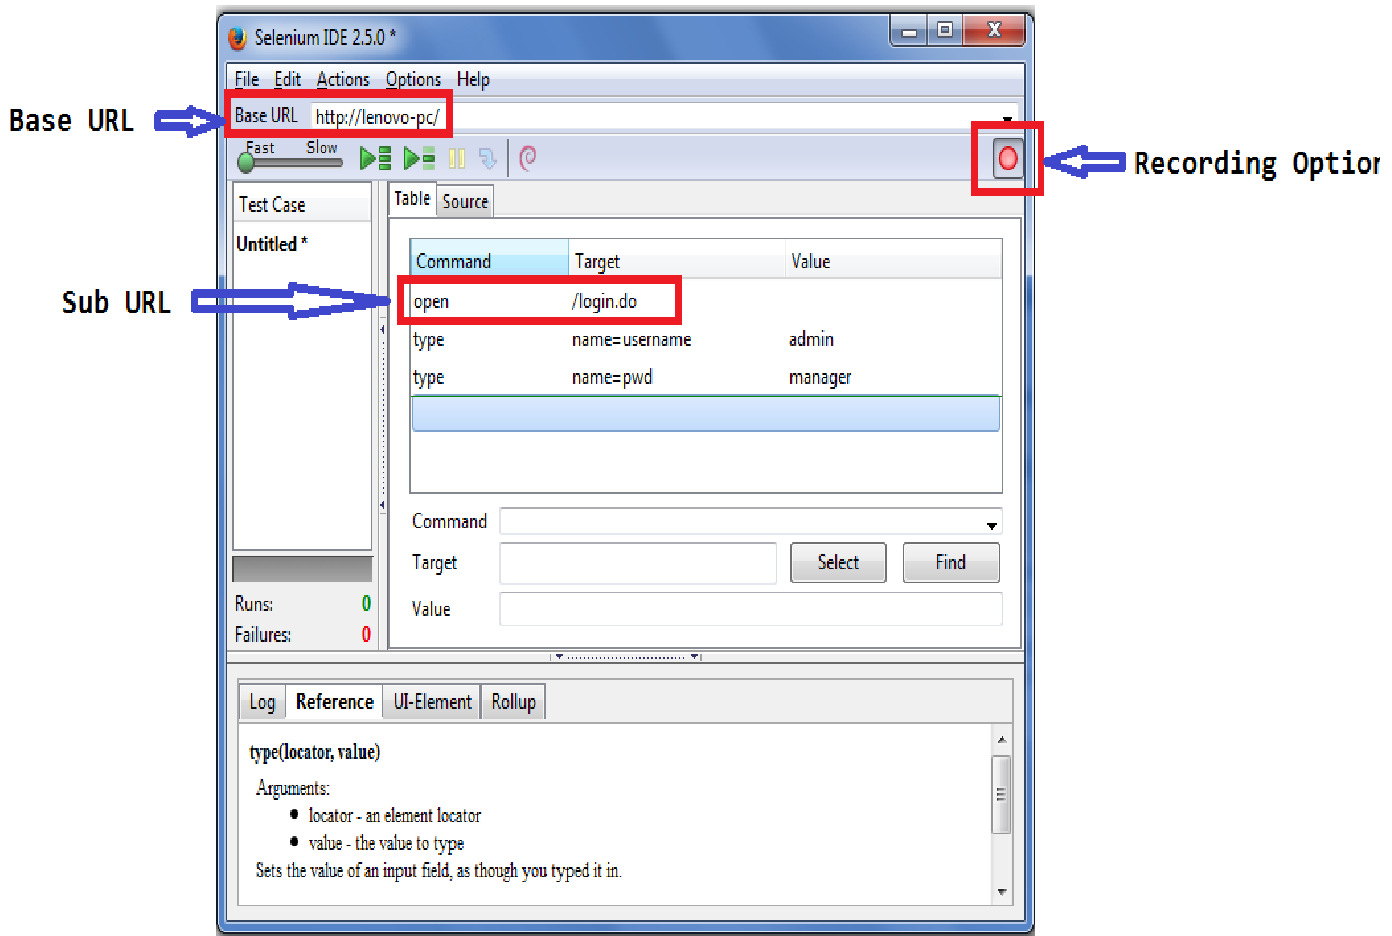 Selenium IDE 2.5.0 *
File Edit Actions Options Help
Base URL
Base URL http://lenovo-pc/
Fast Slow
Recording Option
Test Case
Table Source
Untitled *
Command Target Value
Sub URL
open /login.do
type name=username admin
type name=pwd manager
Command
Target Select Find
Value
Runs: 0
Failures: 0
Log Reference UI-Element Rollup
type(locator, value)
Arguments:
locator - an element locator
value - the value to type
Sets the value of an input field, as though you typed it in.